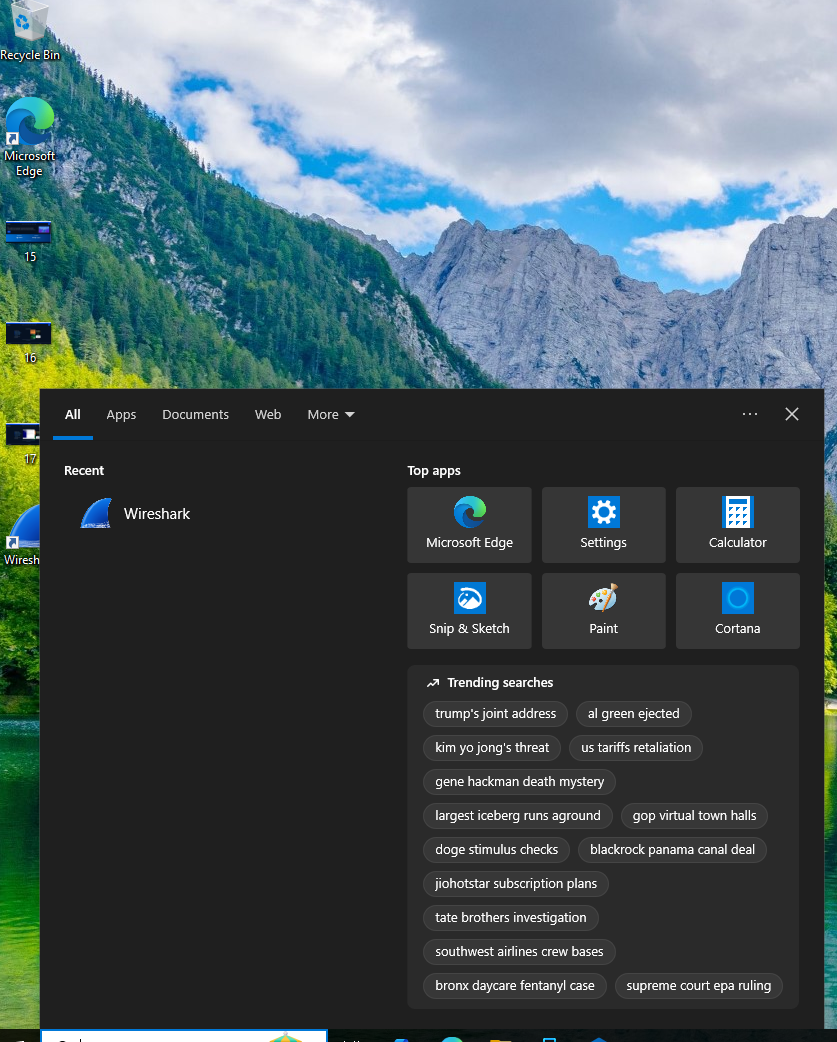 Recycle Bin
Microsoft
Edge
15
16
17
All Apps Documents Web More
Recent
Wireshark
Top apps
Microsoft Edge Settings Calculator
Snip & Sketch Paint Cortana
Trending searches
trump's joint address al green ejected
kim yo jong's threat us tariffs retaliation
gene hackman death mystery
largest iceberg runs aground gop virtual town halls
doge stimulus checks blackrock panama canal deal
jiohotstar subscription plans
tate brothers investigation
southwest airlines crew bases
bronx daycare fentanyl case supreme court epa ruling
Wiresh